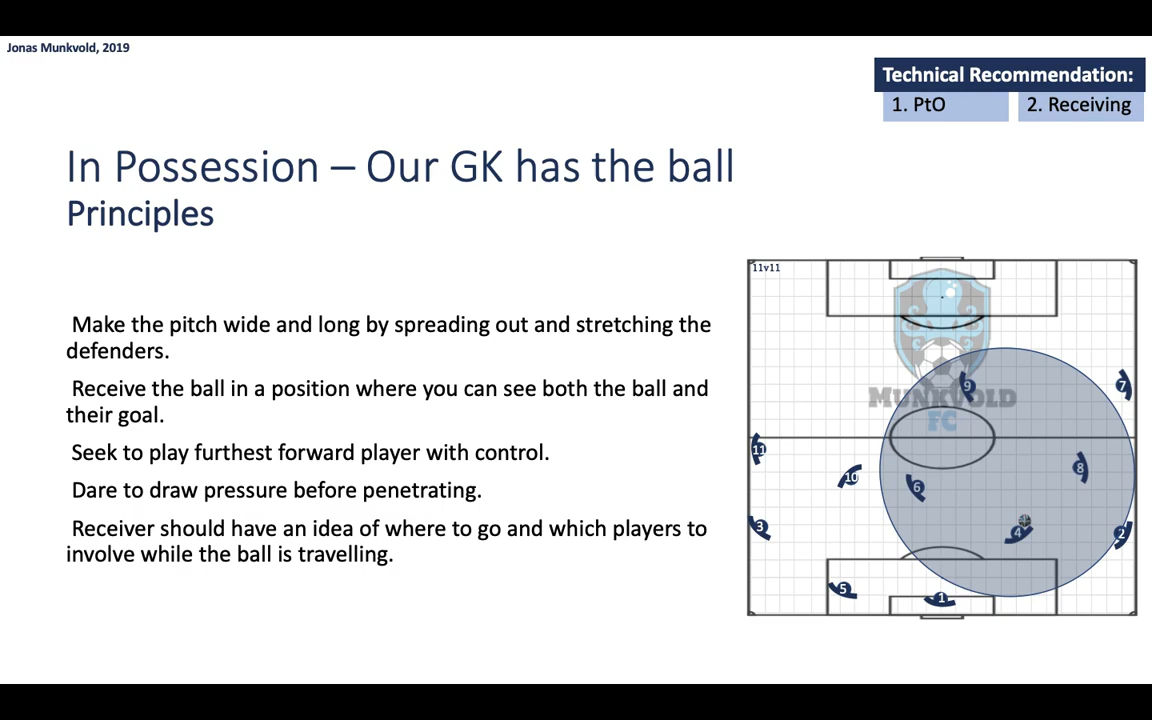 Jonas Munkvold, 2019
Technical Recommendation:
1. PtO
2. Receiving
In Possession – Our GK has the ball
Principles
Make the pitch wide and long by spreading out and stretching the
defenders.
Receive the ball in a position where you can see both the ball and
their goal.
Seek to play furthest forward player with control.
Dare to draw pressure before penetrating.
Receiver should have an idea of where to go and which players to
involve while the ball is travelling.
11v11
9
7
MUNKVOLD
FC
11
10
8
6
3
4
2
5
1